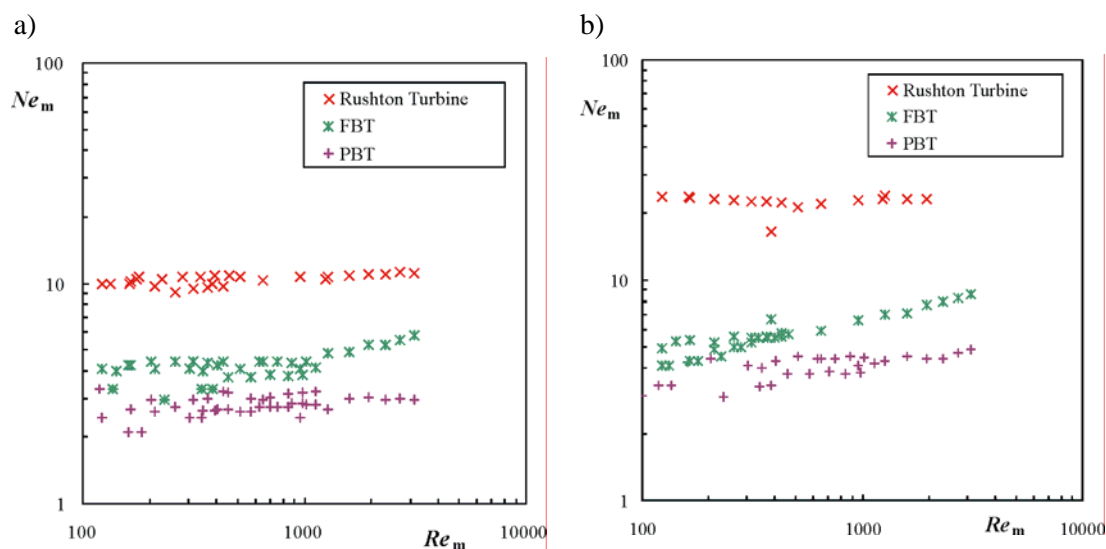 a)
100
Ne_m
Rushton Turbine
FBT
PBT
10
1
100
1000
Re_m
10000
b)
100
Ne_m
Rushton Turbine
FBT
PBT
10
1
100
1000
Re_m
10000